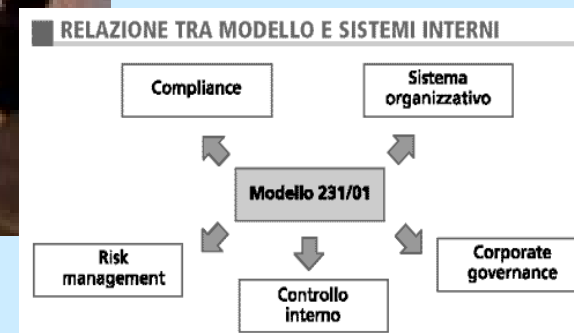 RELAZIONE TRA MODELLO E SISTEMI INTERNI
Compliance
Sistema
organizzativo
Modello 231/01
Risk
management
Controllo
interno
Corporate
governance